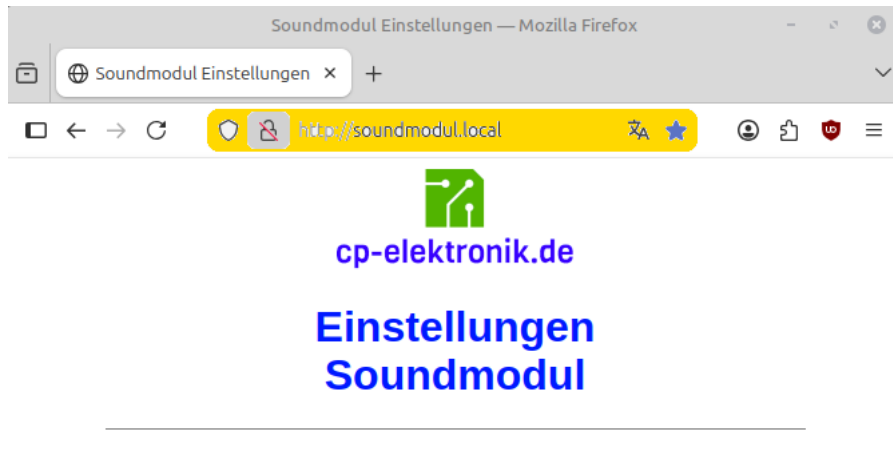 Soundmodul Einstellungen — Mozilla Firefox
Soundmodul Einstellungen
http://soundmodul.local
cp-elektronik.de
Einstellungen
Soundmodul